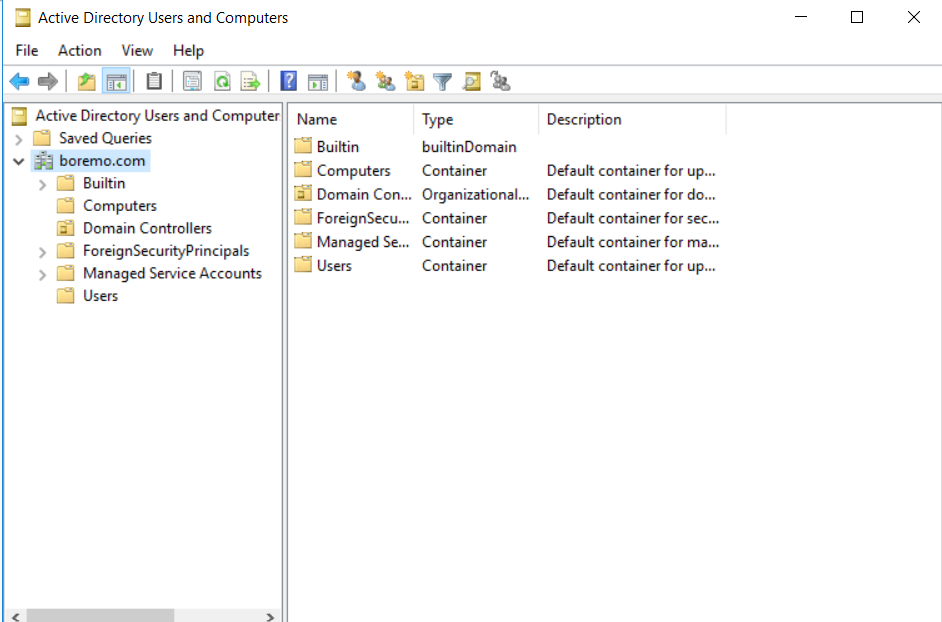 Active Directory Users and Computers
File Action View Help
Active Directory Users and Computer
Saved Queries
boremo.com
Builtin
Computers
Domain Controllers
ForeignSecurityPrincipals
Managed Service Accounts
Users
Name Type Description
Builtin builtinDomain
Computers Container Default container for up...
Domain Con... Organizational... Default container for do...
ForeignSecu... Container Default container for sec...
Managed Se... Container Default container for ma...
Users Container Default container for up...